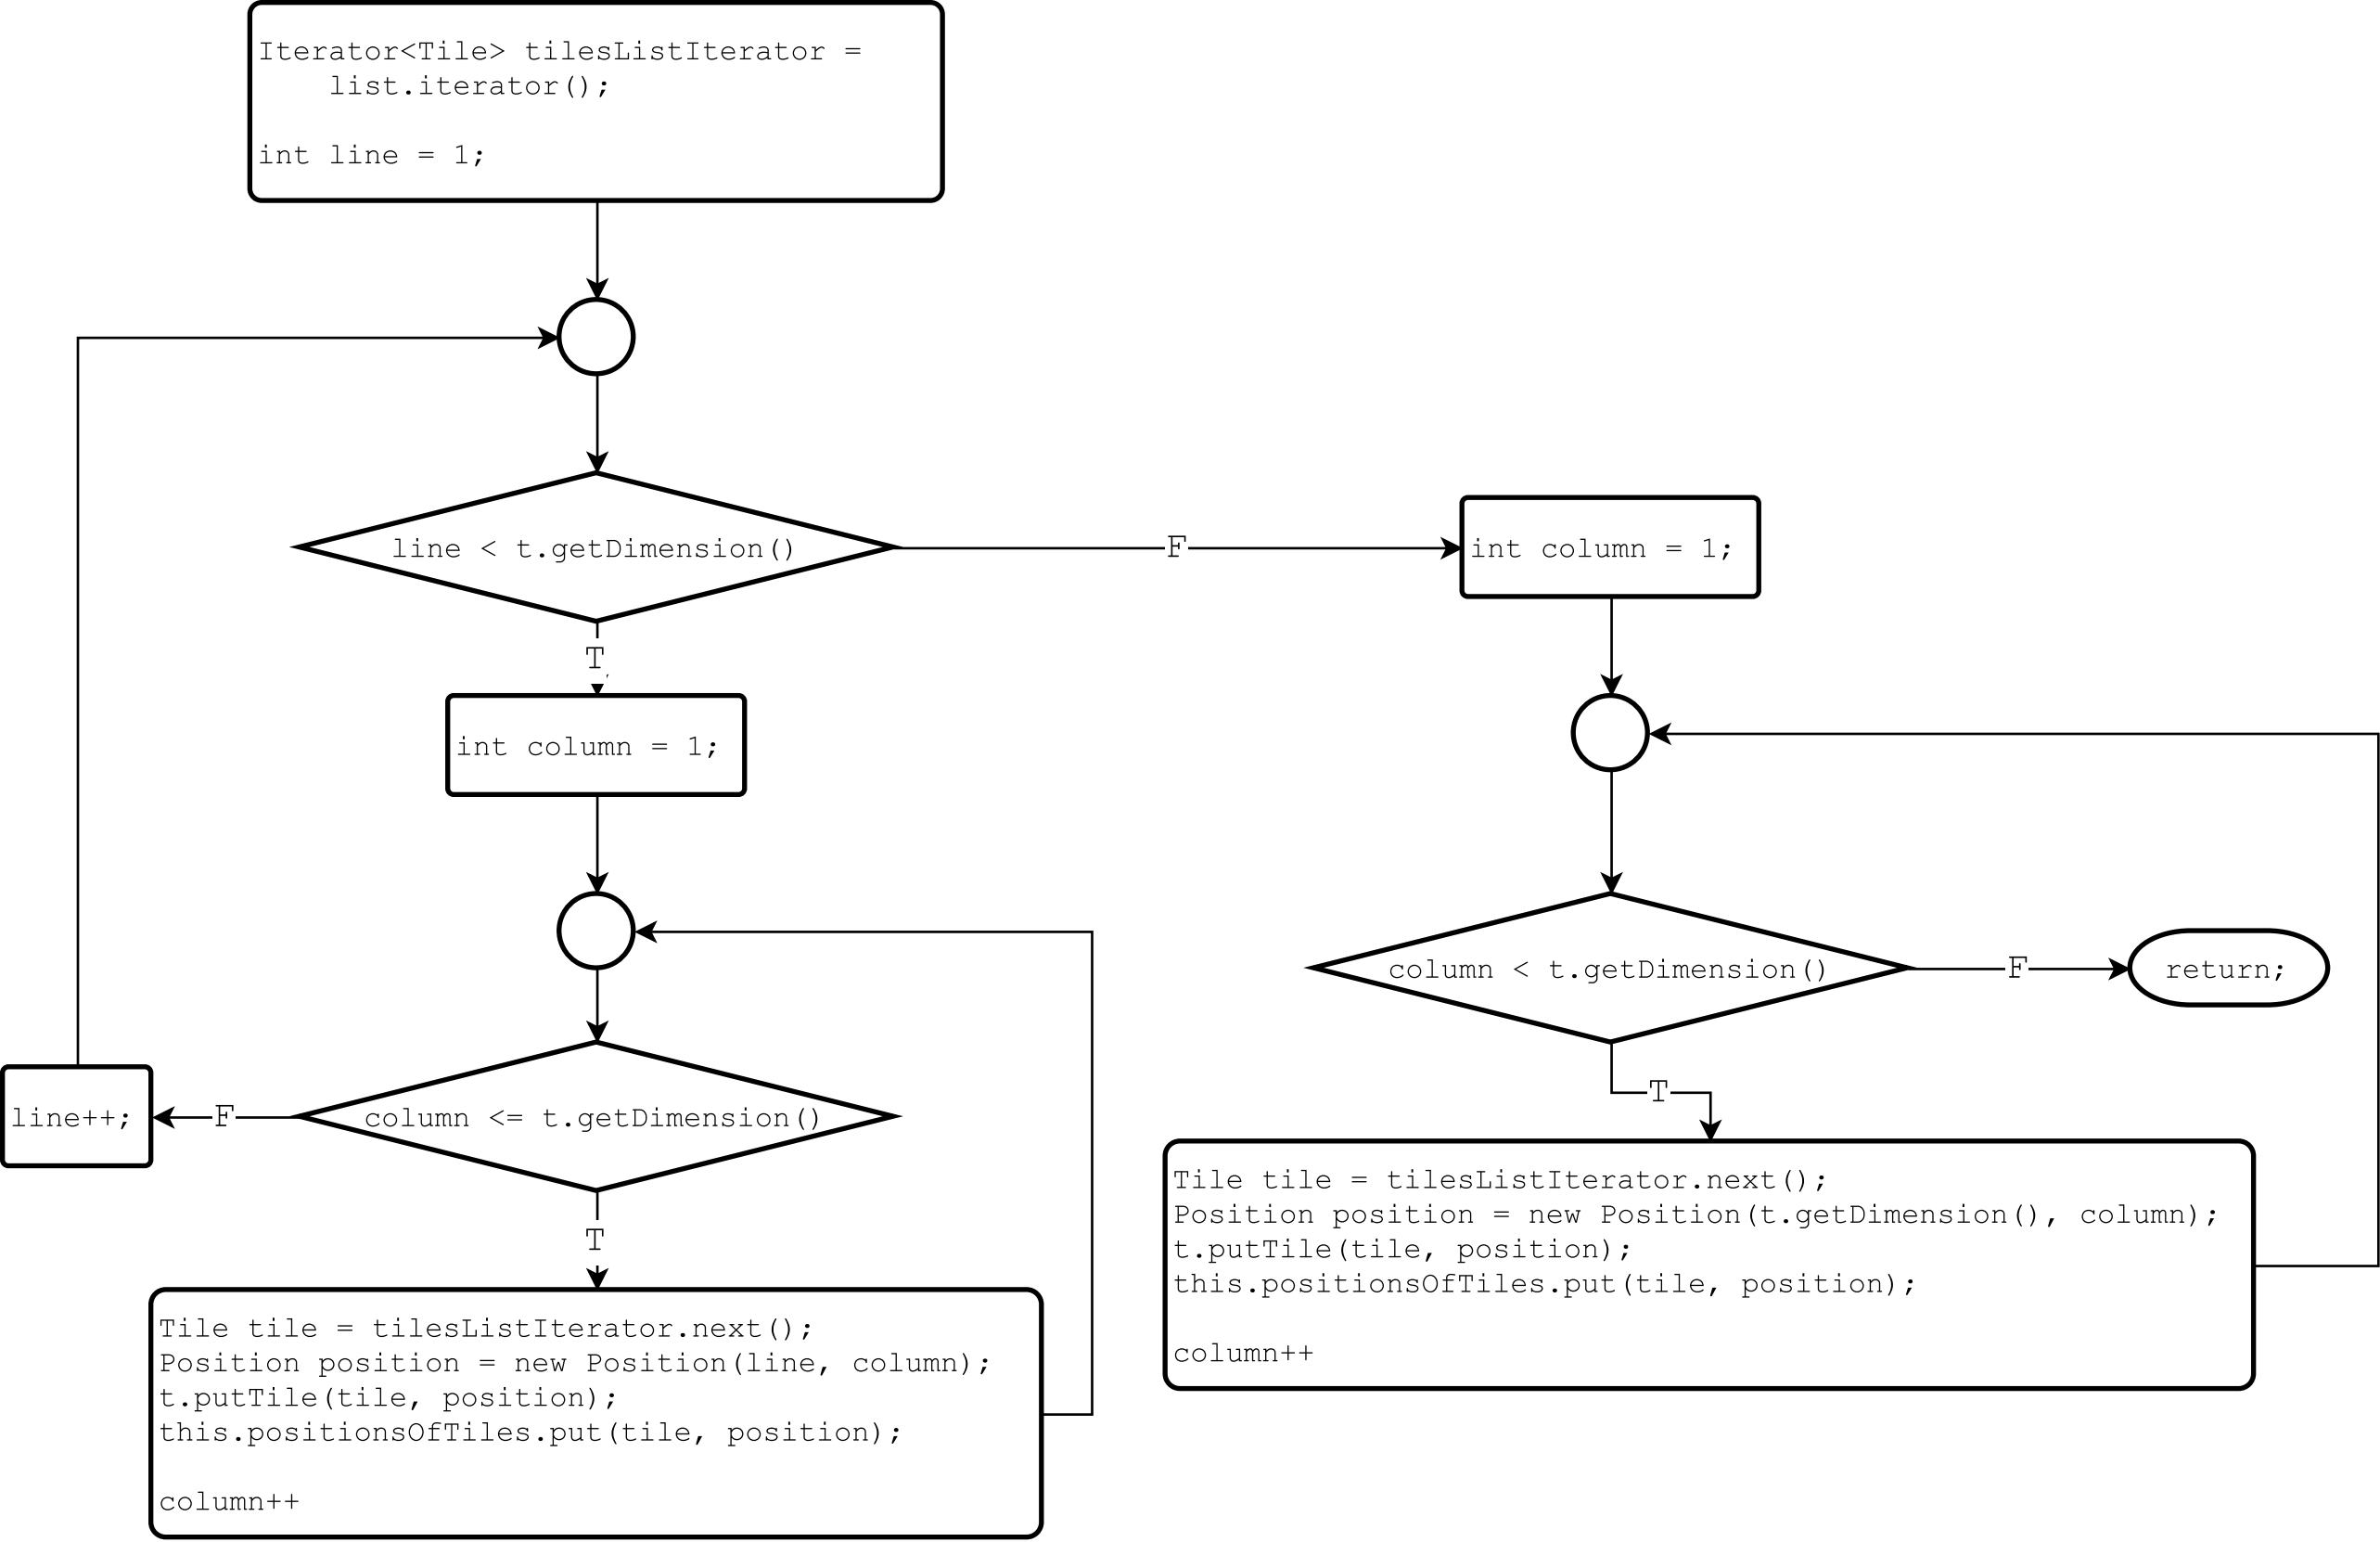 Iterator<Tile> tilesListIterator =
    list.iterator();

int line = 1;
line < t.getDimension()
F
int column = 1;
T
int column = 1;
column < t.getDimension()
F
return;
T
column <= t.getDimension()
F
line++;
T
Tile tile = tilesListIterator.next();
Position position = new Position(t.getDimension(), column);
t.putTile(tile, position);
this.positionsOfTiles.put(tile, position);

column++
Tile tile = tilesListIterator.next();
Position position = new Position(line, column);
t.putTile(tile, position);
this.positionsOfTiles.put(tile, position);

column++